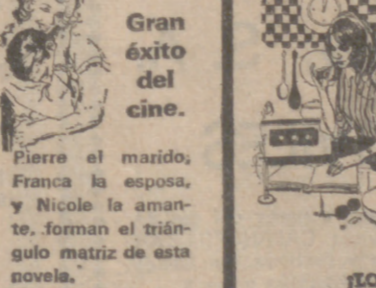 Gran
éxito
del
cine.
Pierre el marido,
Franca la esposa,
y Nicole la aman-
te, forman el trián-
gulo matriz de esta
novela.